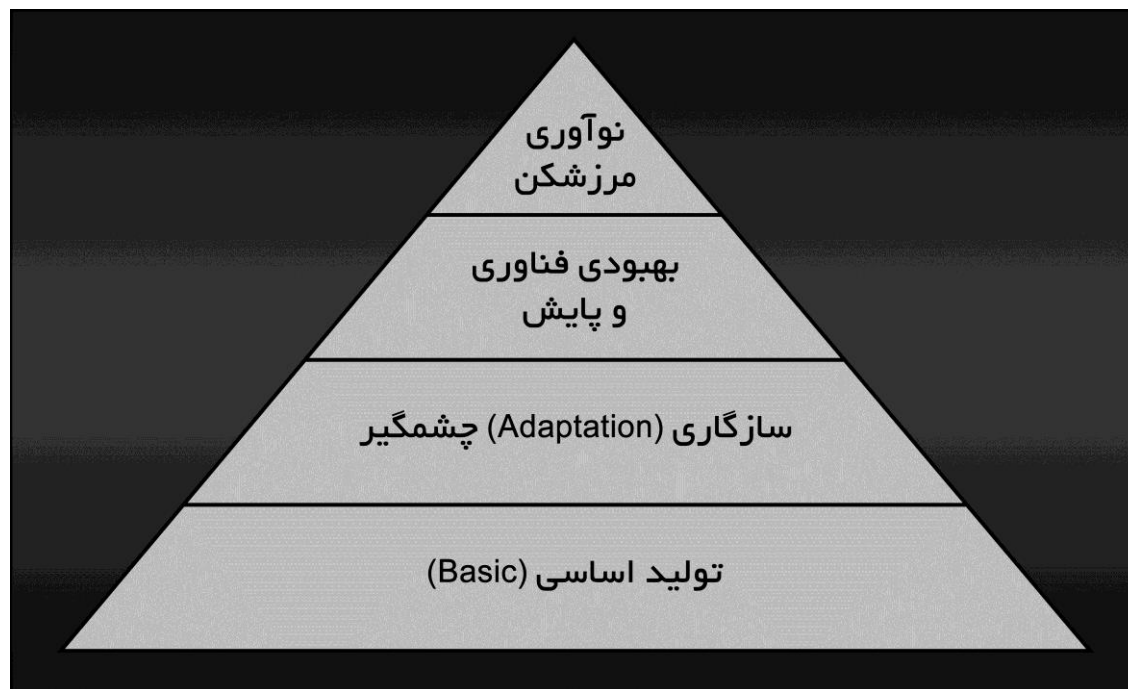 نوآوری
مرزشکن
بهبودی فناوری
و پایش
سازگاری (Adaptation) چشمگیر
تولید اساسی (Basic)